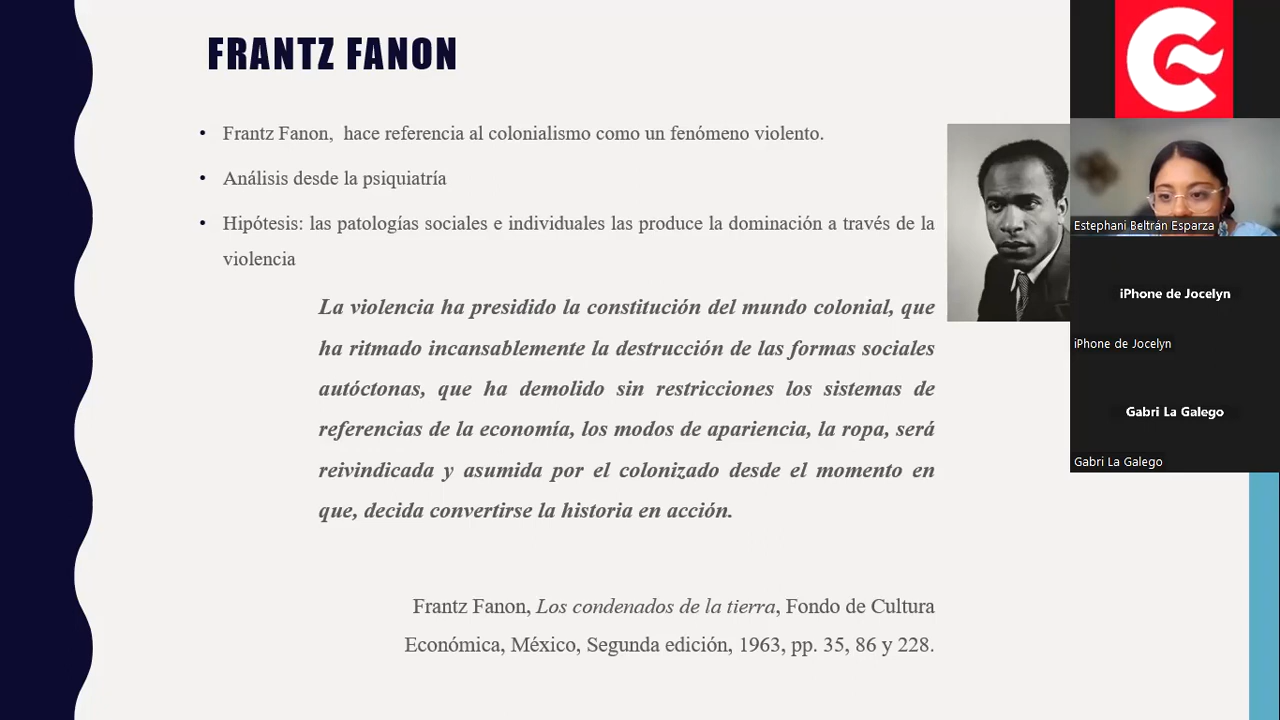 FRANTZ FANON
• Frantz Fanon,  hace referencia al colonialismo como un fenómeno violento.
• Análisis desde la psiquiatría
• Hipótesis: las patologías sociales e individuales las produce la dominación a través de la
violencia
La violencia ha presidido la constitución del mundo colonial, que
ha ritmado incansablemente la destrucción de las formas sociales
autóctonas, que ha demolido sin restricciones los sistemas de
referencias de la economía, los modos de apariencia, la ropa, será
reivindicada y asumida por el colonizado desde el momento en
que, decida convertirse la historia en acción.
Frantz Fanon, Los condenados de la tierra, Fondo de Cultura
Económica, México, Segunda edición, 1963, pp. 35, 86 y 228.
Estephani Beltrán Esparza
iPhone de Jocelyn
iPhone de Jocelyn
Gabri La Galego
Gabri La Galego